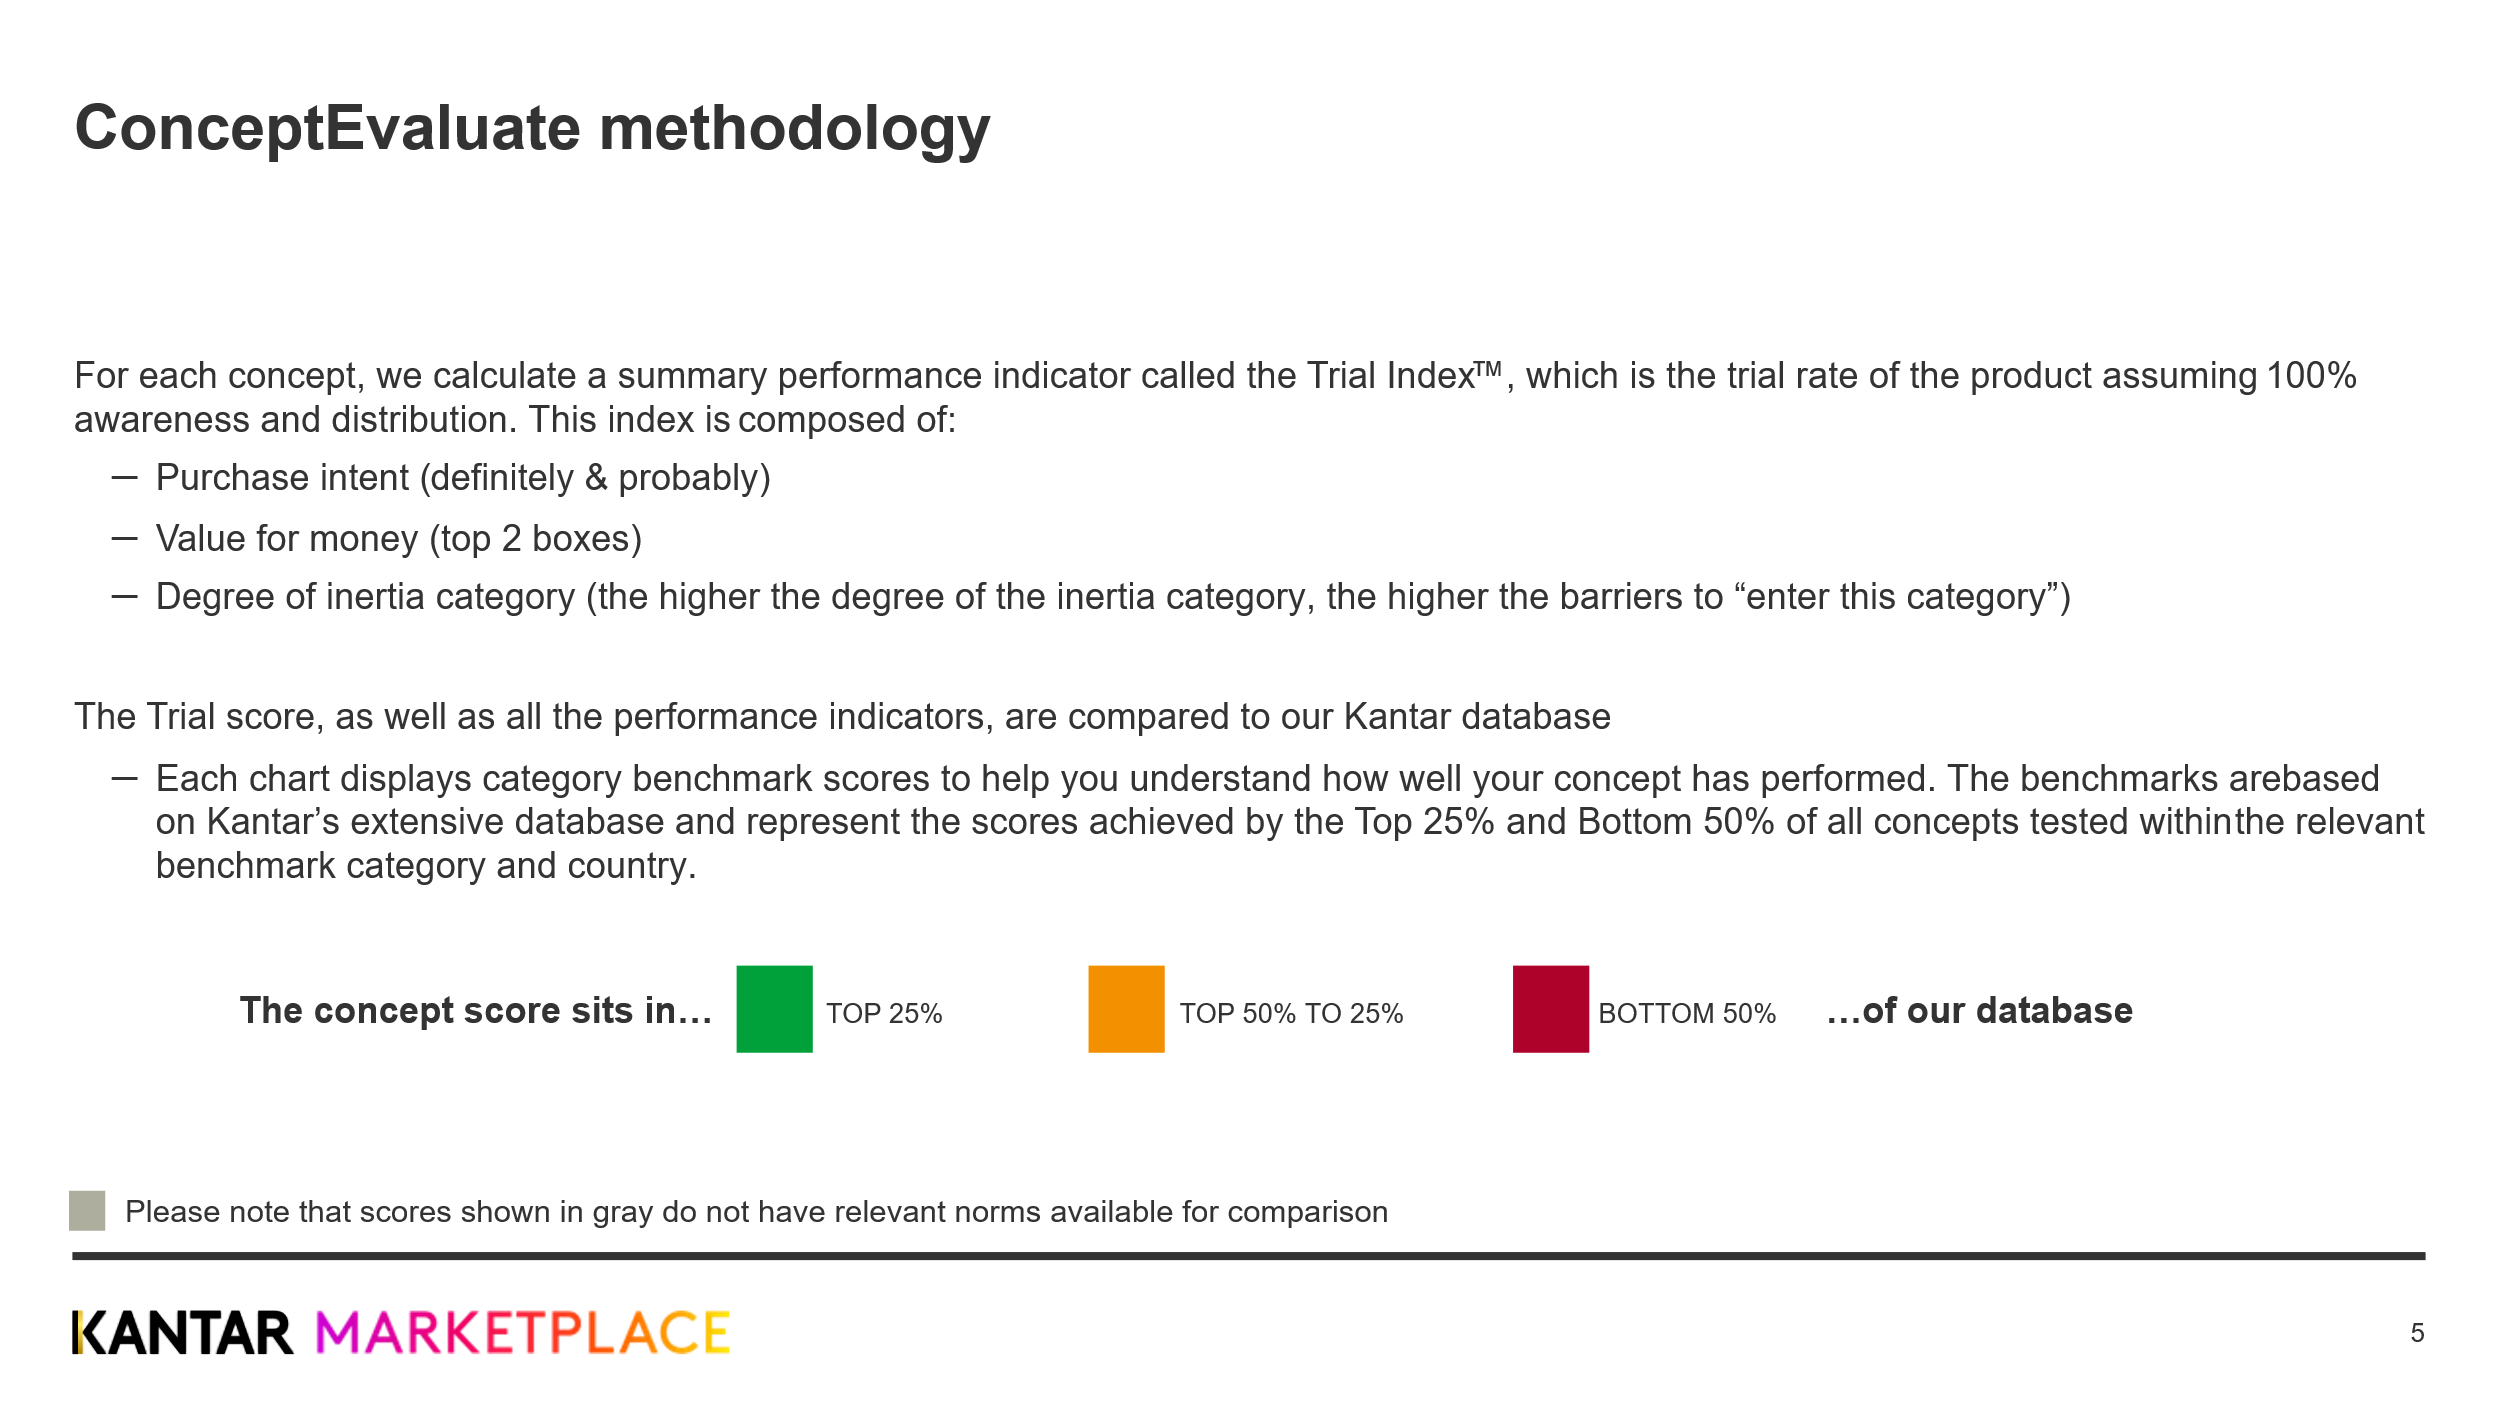 ConceptEvaluate methodology
For each concept, we calculate a summary performance indicator called the Trial Index™, which is the trial rate of the product assuming 100%
awareness and distribution. This index is composed of:
— Purchase intent (definitely & probably)
— Value for money (top 2 boxes)
— Degree of inertia category (the higher the degree of the inertia category, the higher the barriers to “enter this category”)
The Trial score, as well as all the performance indicators, are compared to our Kantar database
— Each chart displays category benchmark scores to help you understand how well your concept has performed. The benchmarks arebased
on Kantar’s extensive database and represent the scores achieved by the Top 25% and Bottom 50% of all concepts tested withinthe relevant
benchmark category and country.
The concept score sits in… TOP 25% TOP 50% TO 25% BOTTOM 50% …of our database
Please note that scores shown in gray do not have relevant norms available for comparison
KANTAR MARKETPLACE 5